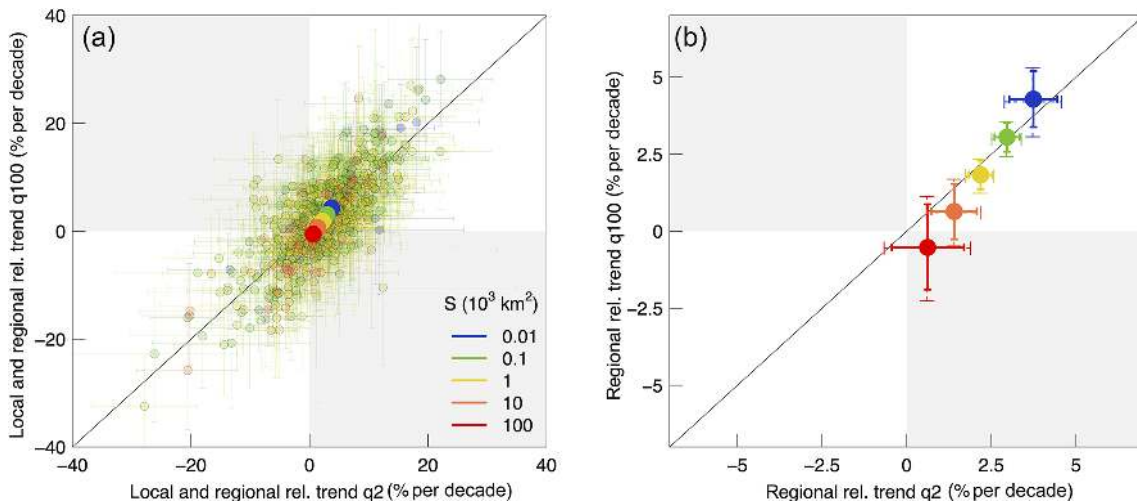 (a)
Local and regional rel. trend q100 (% per decade)
40
20
0
−20
−40
−40 −20 0 20 40
Local and regional rel. trend q2 (% per decade)
S (10³ km²)
0.01
0.1
1
10
100
(b)
Regional rel. trend q100 (% per decade)
5
2.5
0
−2.5
−5
−5 −2.5 0 2.5 5
Regional rel. trend q2 (% per decade)